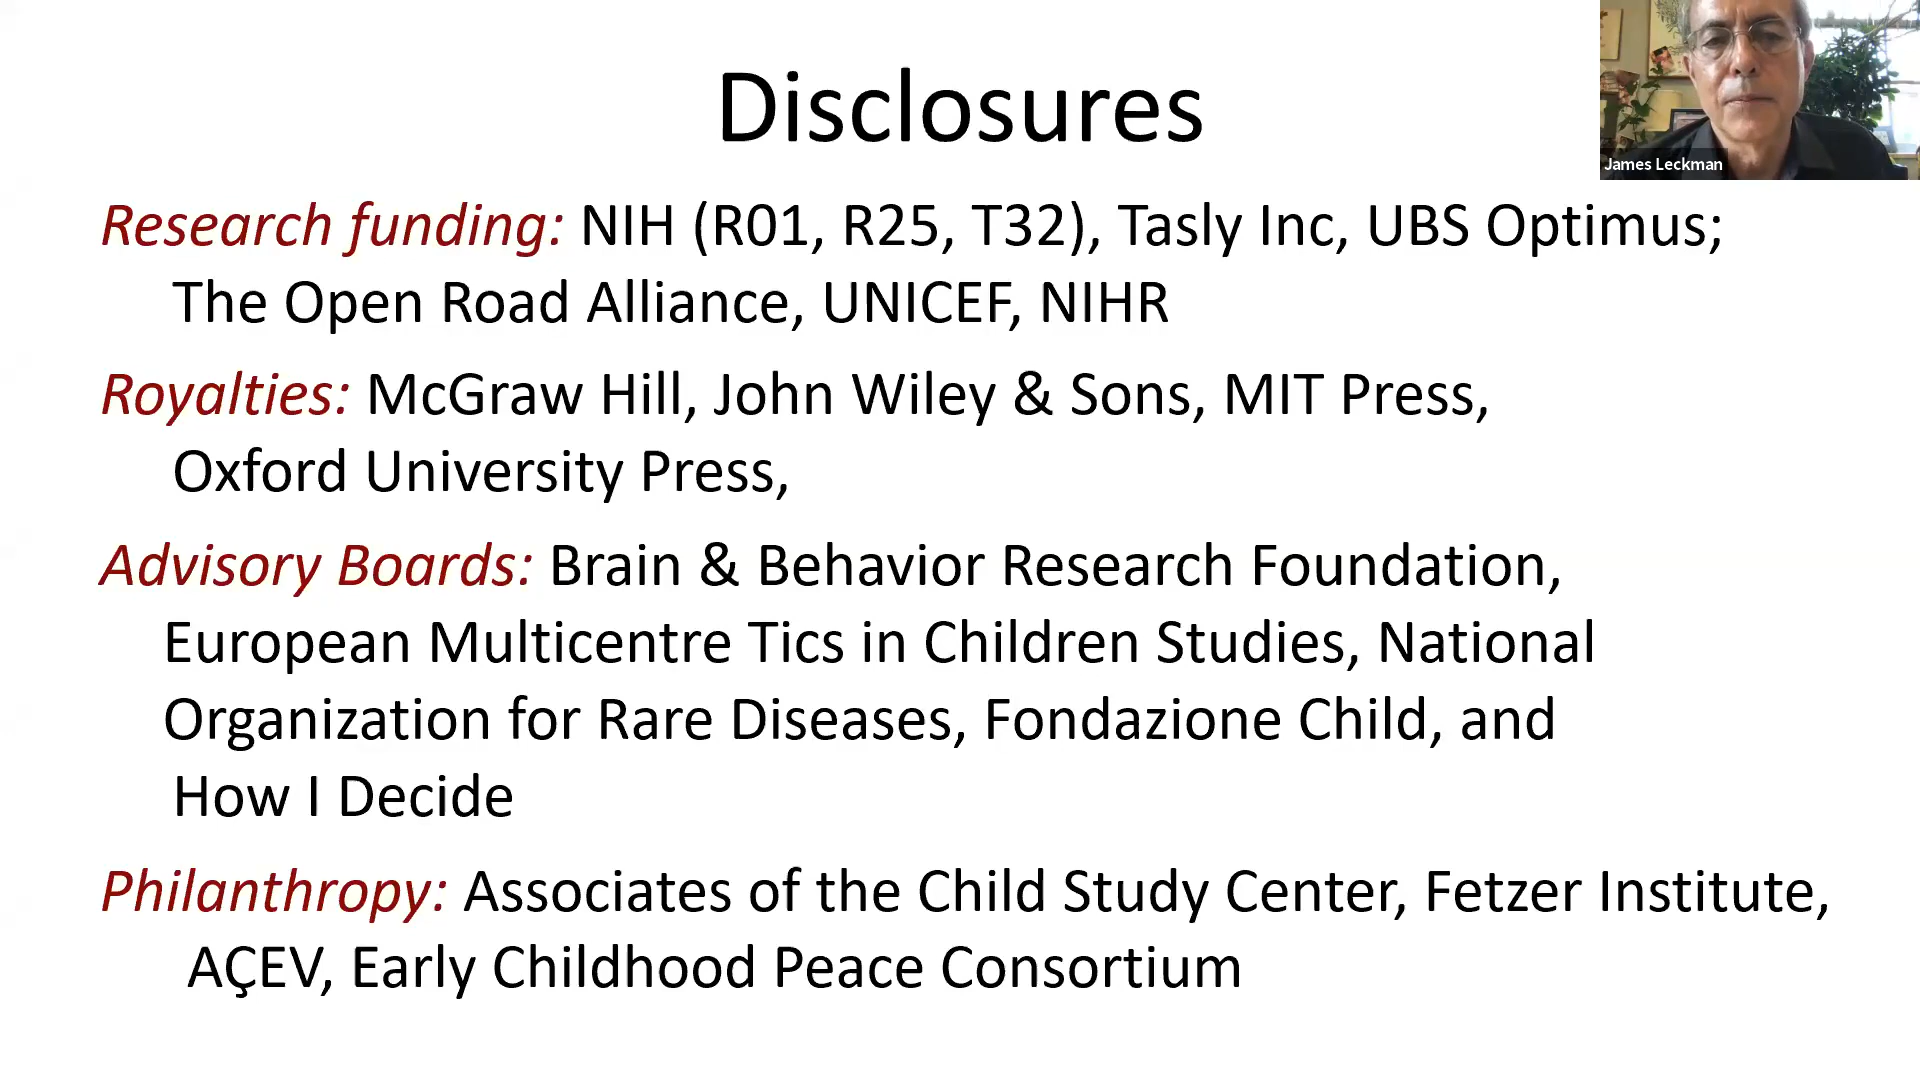 Disclosures
James Leckman
Research funding: NIH (R01, R25, T32), Tasly Inc, UBS Optimus;
The Open Road Alliance, UNICEF, NIHR
Royalties: McGraw Hill, John Wiley & Sons, MIT Press,
Oxford University Press,
Advisory Boards: Brain & Behavior Research Foundation,
European Multicentre Tics in Children Studies, National
Organization for Rare Diseases, Fondazione Child, and
How I Decide
Philanthropy: Associates of the Child Study Center, Fetzer Institute,
AÇEV, Early Childhood Peace Consortium